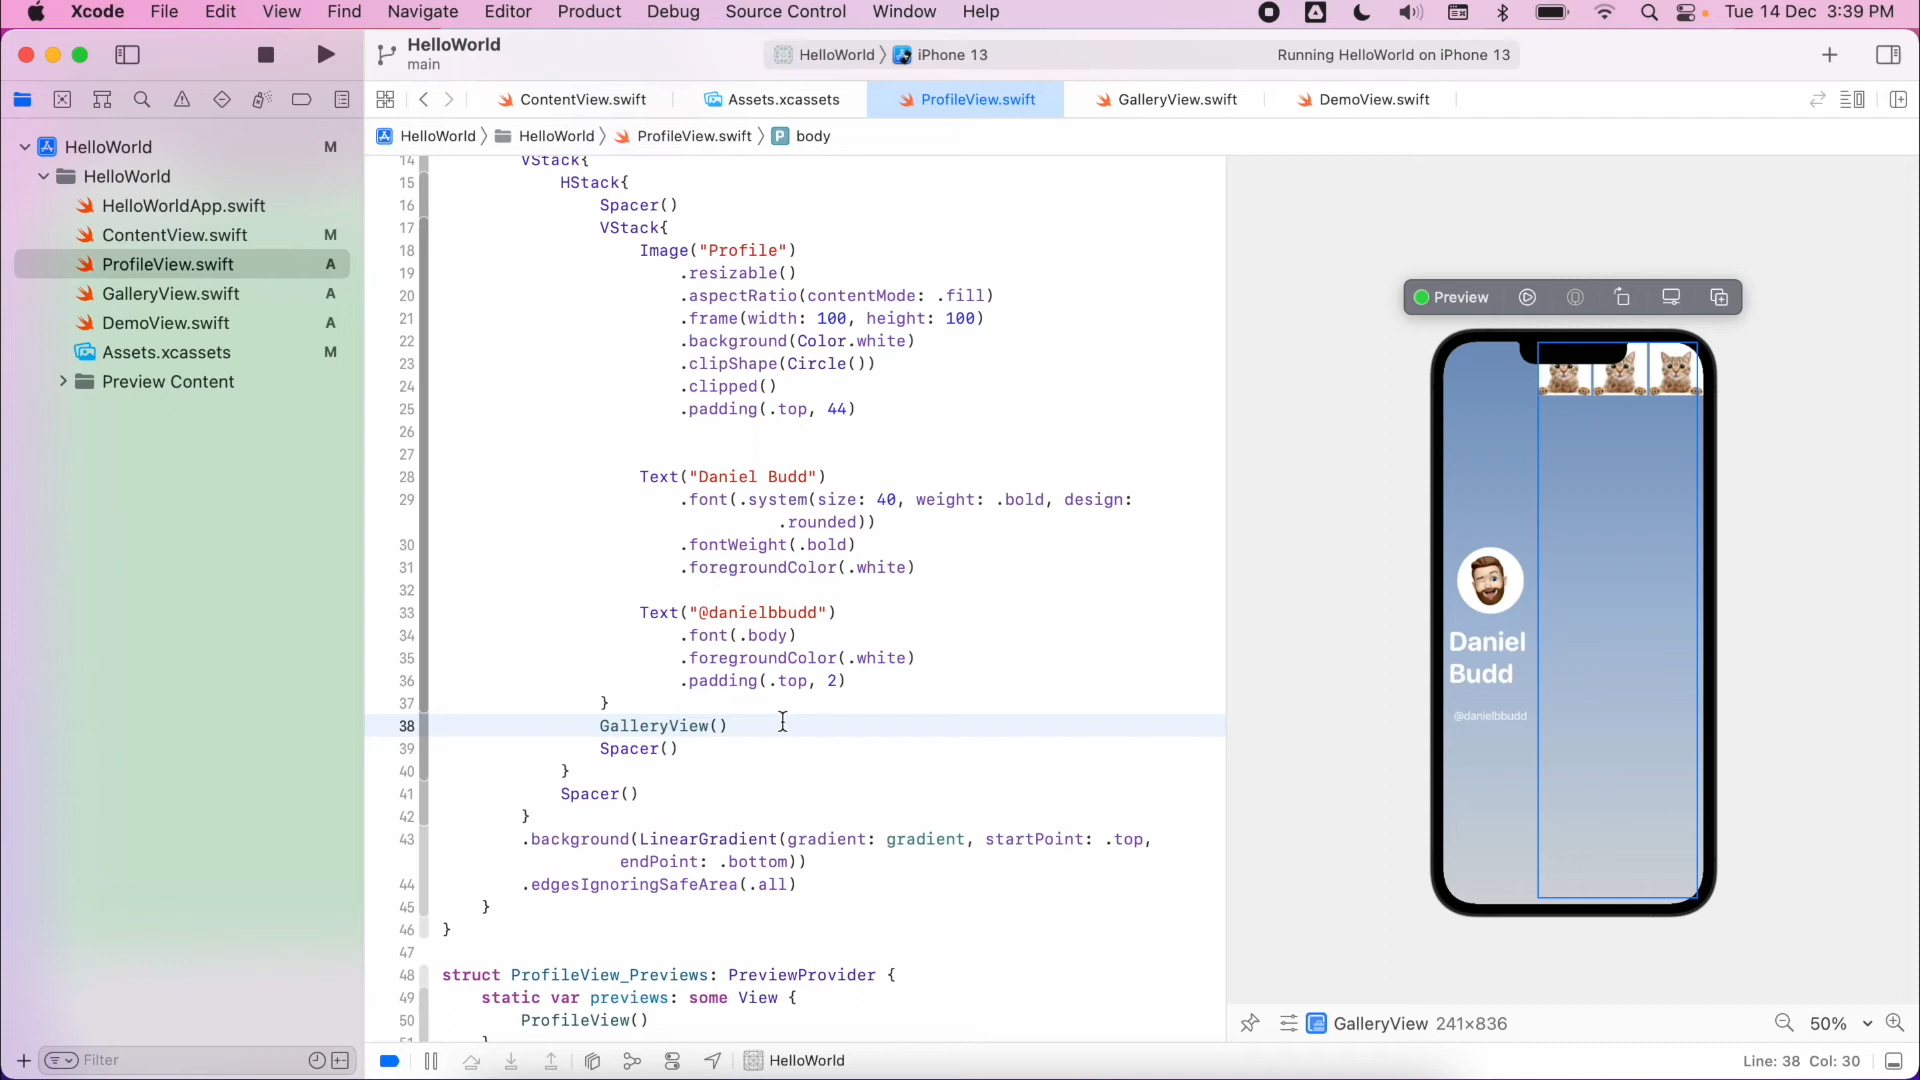 Xcode File Edit View Find Navigate Editor Product Debug Source Control Window Help Tue 14 Dec 3:39 PM
HelloWorld
main
HelloWorld iPhone 13 Running HelloWorld on iPhone 13
ContentView.swift Assets.xcassets ProfileView.swift GalleryView.swift DemoView.swift
HelloWorld HelloWorld ProfileView.swift P body
HelloWorld M
HelloWorld
HelloWorldApp.swift
ContentView.swift M
ProfileView.swift A
GalleryView.swift A
DemoView.swift A
Assets.xcassets M
Preview Content
Filter
14 VStack{
15 HStack{
16 Spacer()
17 VStack{
18 Image("Profile")
19 .resizable()
20 .aspectRatio(contentMode: .fill)
21 .frame(width: 100, height: 100)
22 .background(Color.white)
23 .clipShape(Circle())
24 .clipped()
25 .padding(.top, 44)
26
27
28 Text("Daniel Budd")
29 .font(.system(size: 40, weight: .bold, design:
.rounded))
30 .fontWeight(.bold)
31 .foregroundColor(.white)
32
33 Text("@danielbbudd")
34 .font(.body)
35 .foregroundColor(.white)
36 .padding(.top, 2)
37 }
38 GalleryView()
39 Spacer()
40 }
41 Spacer()
42 }
43 .background(LinearGradient(gradient: gradient, startPoint: .top,
endPoint: .bottom))
44 .edgesIgnoringSafeArea(.all)
45 }
46 }
47
48 struct ProfileView_Previews: PreviewProvider {
49 static var previews: some View {
50 ProfileView()
51 }
Preview
Daniel
Budd
@danielbbudd
GalleryView 241×836 50%
HelloWorld Line: 38 Col: 30